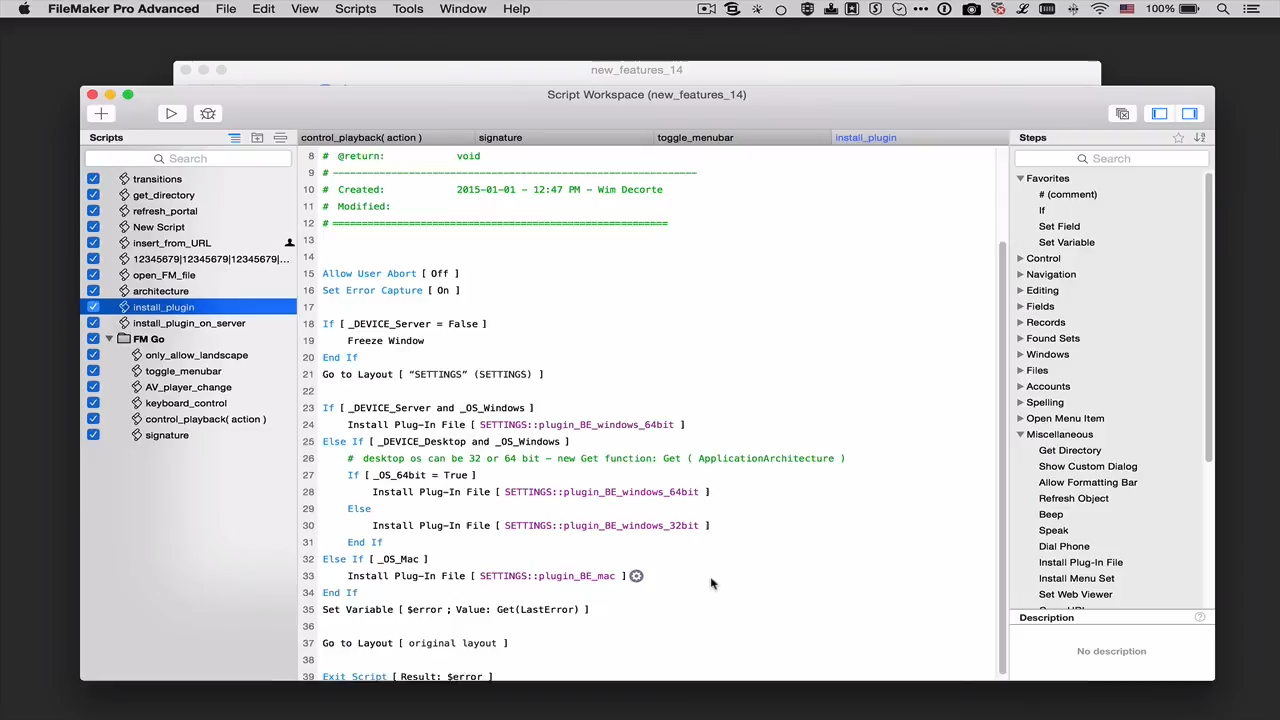 FileMaker Pro Advanced File Edit View Scripts Tools Window Help 100%
new_features_14
Script Workspace (new_features_14)
Scripts
Search
transitions
get_directory
refresh_portal
New Script
insert_from_URL
12345679|12345679|12345679|...
open_FM_file
architecture
install_plugin
install_plugin_on_server
FM Go
only_allow_landscape
toggle_menubar
AV_player_change
keyboard_control
control_playback( action )
signature
control_playback( action ) signature toggle_menubar install_plugin
8 # @return: void
9 # ------------------------------------------------------------
10 # Created: 2015-01-01 - 12:47 PM - Wim Decorte
11 # Modified:
12 # =======================================================
13
14
15 Allow User Abort [ Off ]
16 Set Error Capture [ On ]
17
18 If [ _DEVICE_Server = False ]
19 Freeze Window
20 End If
21 Go to Layout [ “SETTINGS” (SETTINGS) ]
22
23 If [ _DEVICE_Server and _OS_Windows ]
24 Install Plug-In File [ SETTINGS::plugin_BE_windows_64bit ]
25 Else If [ _DEVICE_Desktop and _OS_Windows ]
26 # desktop os can be 32 or 64 bit - new Get function: Get ( ApplicationArchitecture )
27 If [ _OS_64bit = True ]
28 Install Plug-In File [ SETTINGS::plugin_BE_windows_64bit ]
29 Else
30 Install Plug-In File [ SETTINGS::plugin_BE_windows_32bit ]
31 End If
32 Else If [ _OS_Mac ]
33 Install Plug-In File [ SETTINGS::plugin_BE_mac ]
34 End If
35 Set Variable [ $error ; Value: Get(LastError) ]
36
37 Go to Layout [ original layout ]
38
39 Exit Script [ Result: $error ]
Steps
Search
Favorites
# (comment)
If
Set Field
Set Variable
Control
Navigation
Editing
Fields
Records
Found Sets
Windows
Files
Accounts
Spelling
Open Menu Item
Miscellaneous
Get Directory
Show Custom Dialog
Allow Formatting Bar
Refresh Object
Beep
Speak
Dial Phone
Install Plug-In File
Install Menu Set
Set Web Viewer
Description
No description